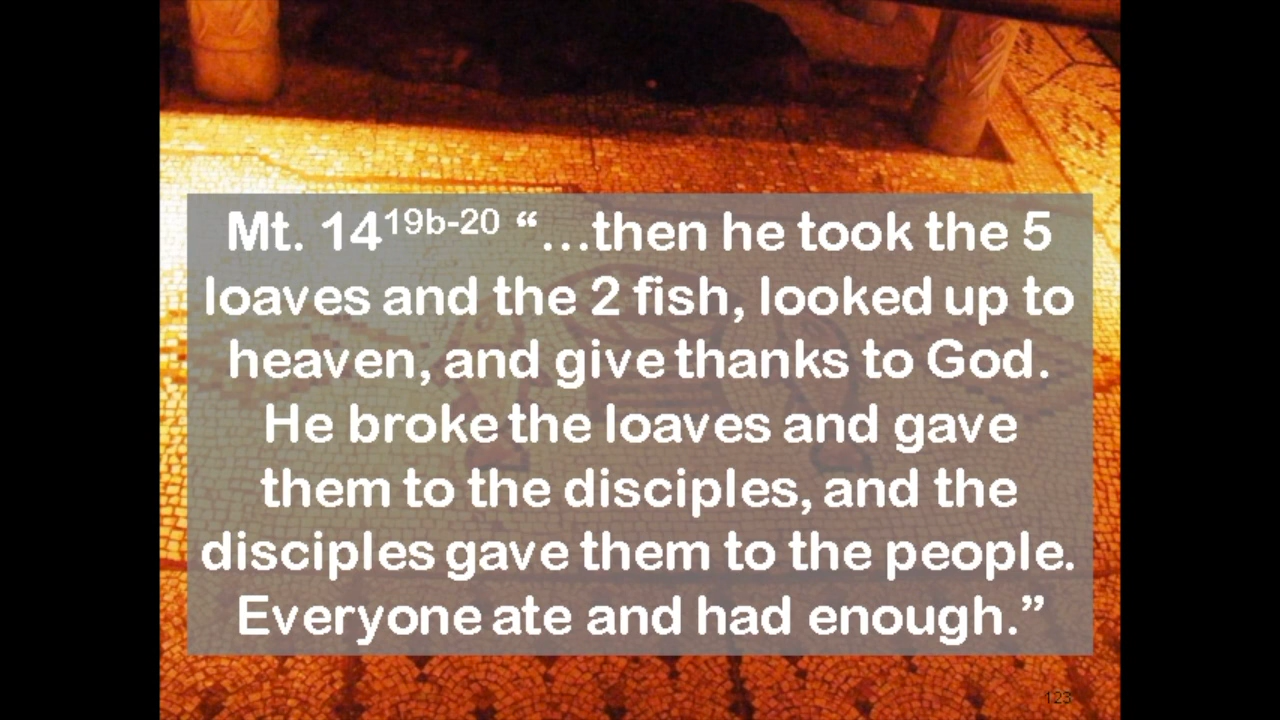 Mt. 14 19b-20 “...then he took the 5
loaves and the 2 fish, looked up to
heaven, and give thanks to God.
He broke the loaves and gave
them to the disciples, and the
disciples gave them to the people.
Everyone ate and had enough.”
123